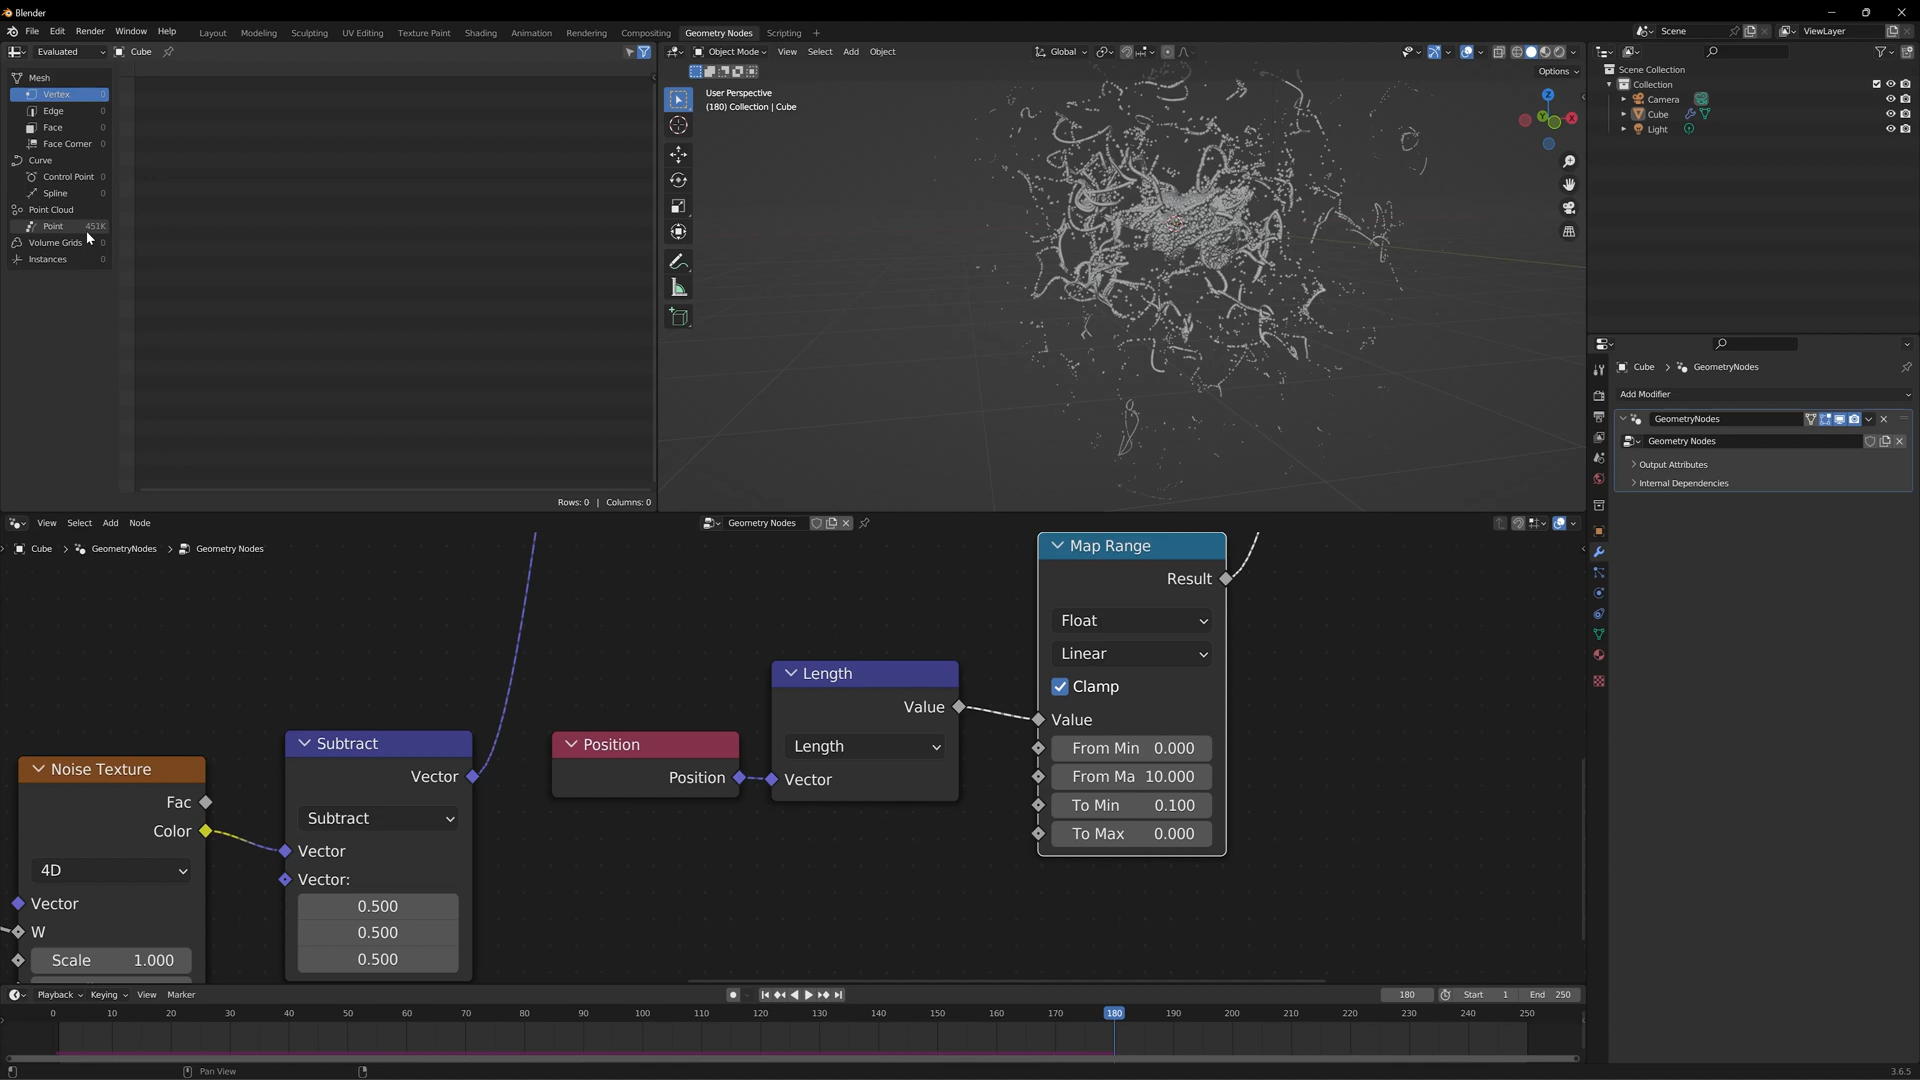 Blender
File Edit Render Window Help Layout Modeling Sculpting UV Editing Texture Paint Shading Animation Rendering Compositing Geometry Nodes Scripting +
Scene ViewLayer
Evaluated Cube
Object Mode View Select Add Object Global
Options
User Perspective
(180) Collection | Cube
Mesh
Vertex 0
Edge 0
Face 0
Face Corner 0
Curve
Control Point 0
Spline 0
Point Cloud
Point 451K
Volume Grids 0
Instances 0
Rows: 0 | Columns: 0
Z
Y
X
Scene Collection
Collection
Camera
Cube
Light
Cube > GeometryNodes
Add Modifier
GeometryNodes
Geometry Nodes
Output Attributes
Internal Dependencies
View Select Add Node Geometry Nodes
Cube > GeometryNodes > Geometry Nodes
Noise Texture
Fac
Color
4D
Vector
W
Scale 1.000
Subtract
Vector
Subtract
Vector
Vector:
0.500
0.500
0.500
Position
Position
Length
Value
Length
Vector
Map Range
Result
Float
Linear
Clamp
Value
From Min 0.000
From Ma 10.000
To Min 0.100
To Max 0.000
Playback Keying View Marker
180 Start 1 End 250
0 10 20 30 40 50 60 70 80 90 100 110 120 130 140 150 160 170 180 190 200 210 220 230 240 250
Pan View
3.6.5